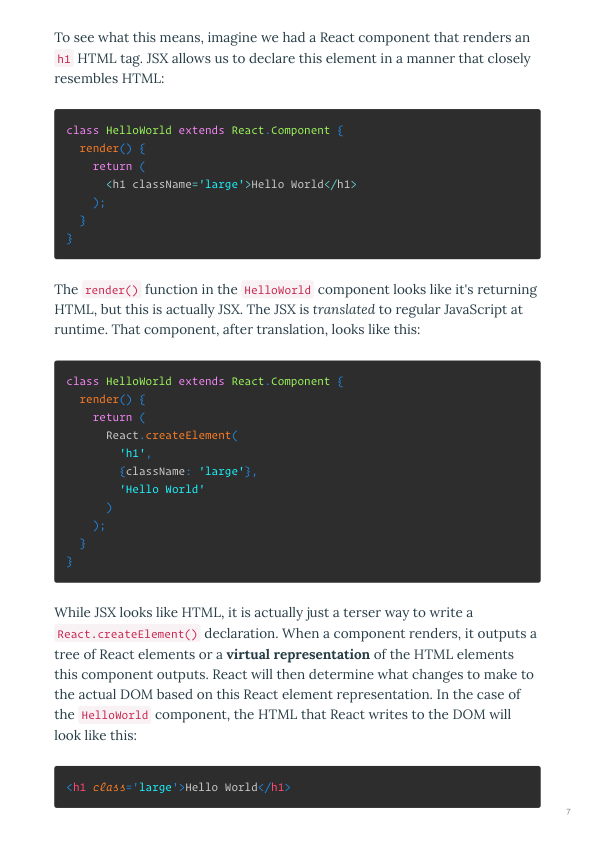 To see what this means, imagine we had a React component that renders an
h1 HTML tag. JSX allows us to declare this element in a manner that closely
resembles HTML:
class HelloWorld extends React.Component {
  render() {
    return (
      <h1 className='large'>Hello World</h1>
    );
  }
}
The render() function in the HelloWorld component looks like it's returning
HTML, but this is actually JSX. The JSX is translated to regular JavaScript at
runtime. That component, after translation, looks like this:
class HelloWorld extends React.Component {
  render() {
    return (
      React.createElement(
        'h1',
        {className: 'large'},
        'Hello World'
      )
    );
  }
}
While JSX looks like HTML, it is actually just a terser way to write a
React.createElement() declaration. When a component renders, it outputs a
tree of React elements or a virtual representation of the HTML elements
this component outputs. React will then determine what changes to make to
the actual DOM based on this React element representation. In the case of
the HelloWorld component, the HTML that React writes to the DOM will
look like this:
<h1 class='large'>Hello World</h1>
7